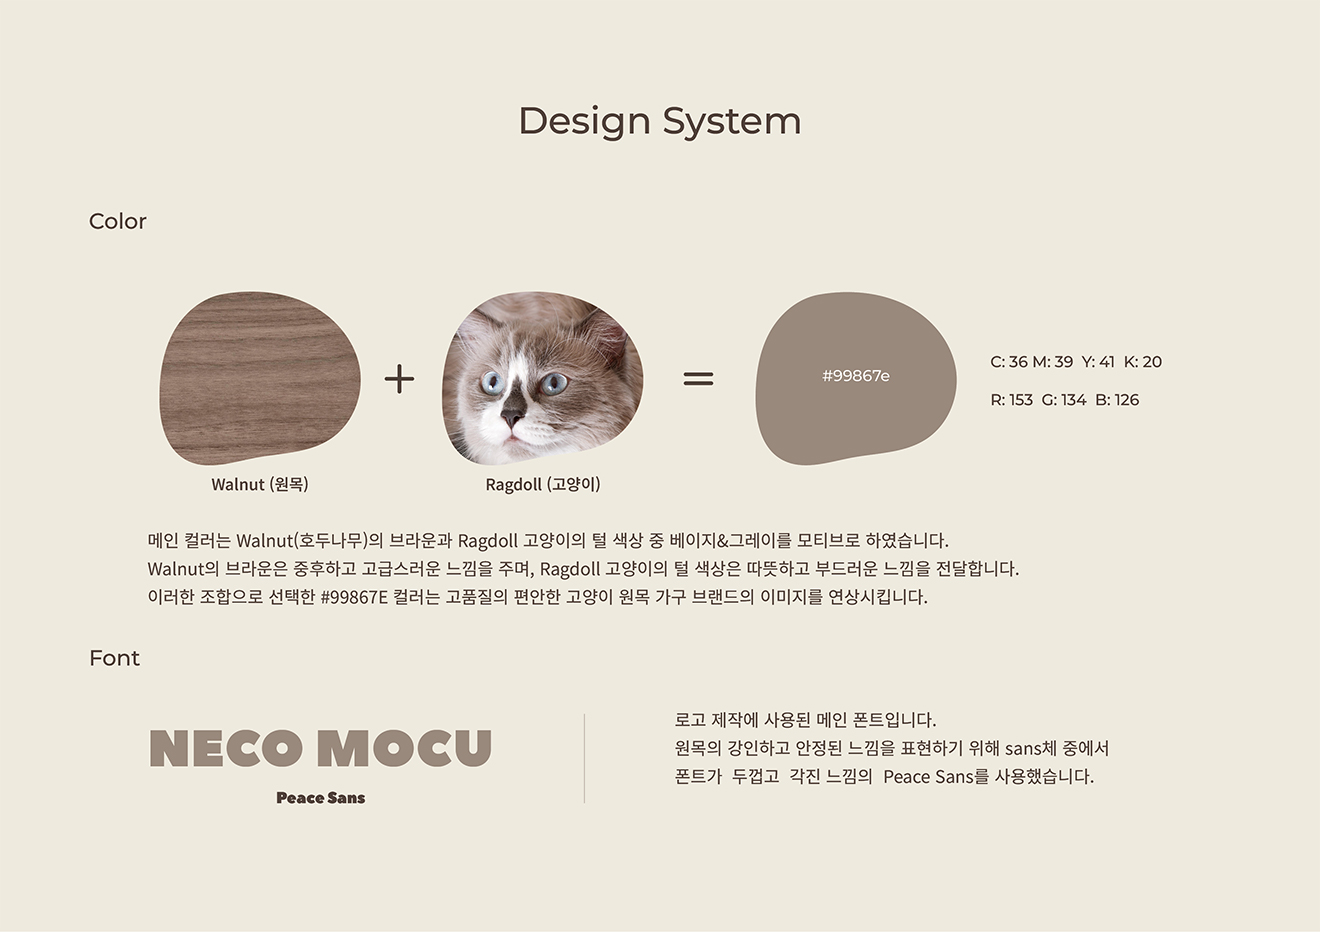 Design System
Color
#99867e
C: 36 M: 39 Y: 41 K: 20
R: 153 G: 134 B: 126
Walnut (원목)
Ragdoll (고양이)
메인 컬러는 Walnut(호두나무)의 브라운과 Ragdoll 고양이의 털 색상 중 베이지&그레이를 모티브로 하였습니다.
Walnut의 브라운은 중후하고 고급스러운 느낌을 주며, Ragdoll 고양이의 털 색상은 따뜻하고 부드러운 느낌을 전달합니다.
이러한 조합으로 선택한 #99867E 컬러는 고품질의 편안한 고양이 원목 가구 브랜드의 이미지를 연상시킵니다.
Font
NECO MOCU
Peace Sans
로고 제작에 사용된 메인 폰트입니다.
원목의 강인하고 안정된 느낌을 표현하기 위해 sans체 중에서
폰트가 두껍고 각진 느낌의 Peace Sans를 사용했습니다.